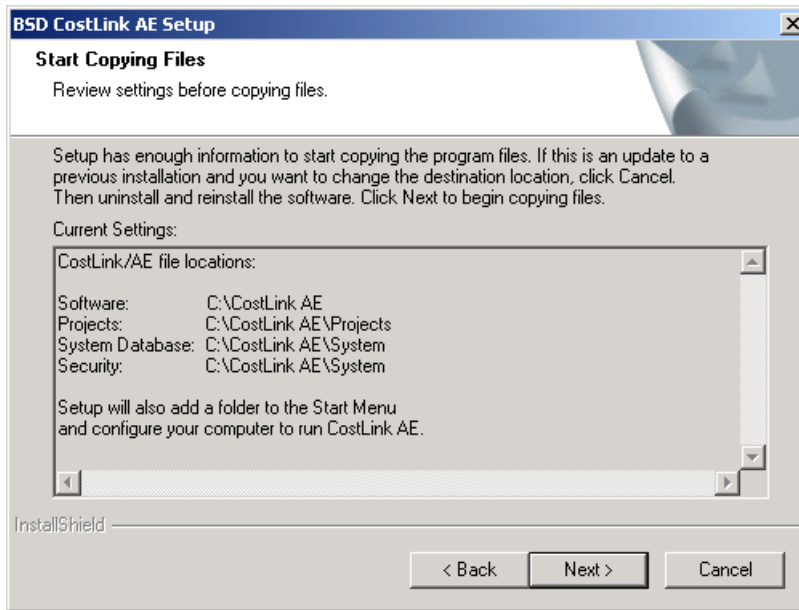 BSD CostLink AE Setup
Start Copying Files
Review settings before copying files.
Setup has enough information to start copying the program files. If this is an update to a
previous installation and you want to change the destination location, click Cancel.
Then uninstall and reinstall the software. Click Next to begin copying files.
Current Settings:
CostLink/AE file locations:
Software: C:\CostLink AE
Projects: C:\CostLink AE\Projects
System Database: C:\CostLink AE\System
Security: C:\CostLink AE\System
Setup will also add a folder to the Start Menu
and configure your computer to run CostLink AE.
InstallShield
< Back Next > Cancel